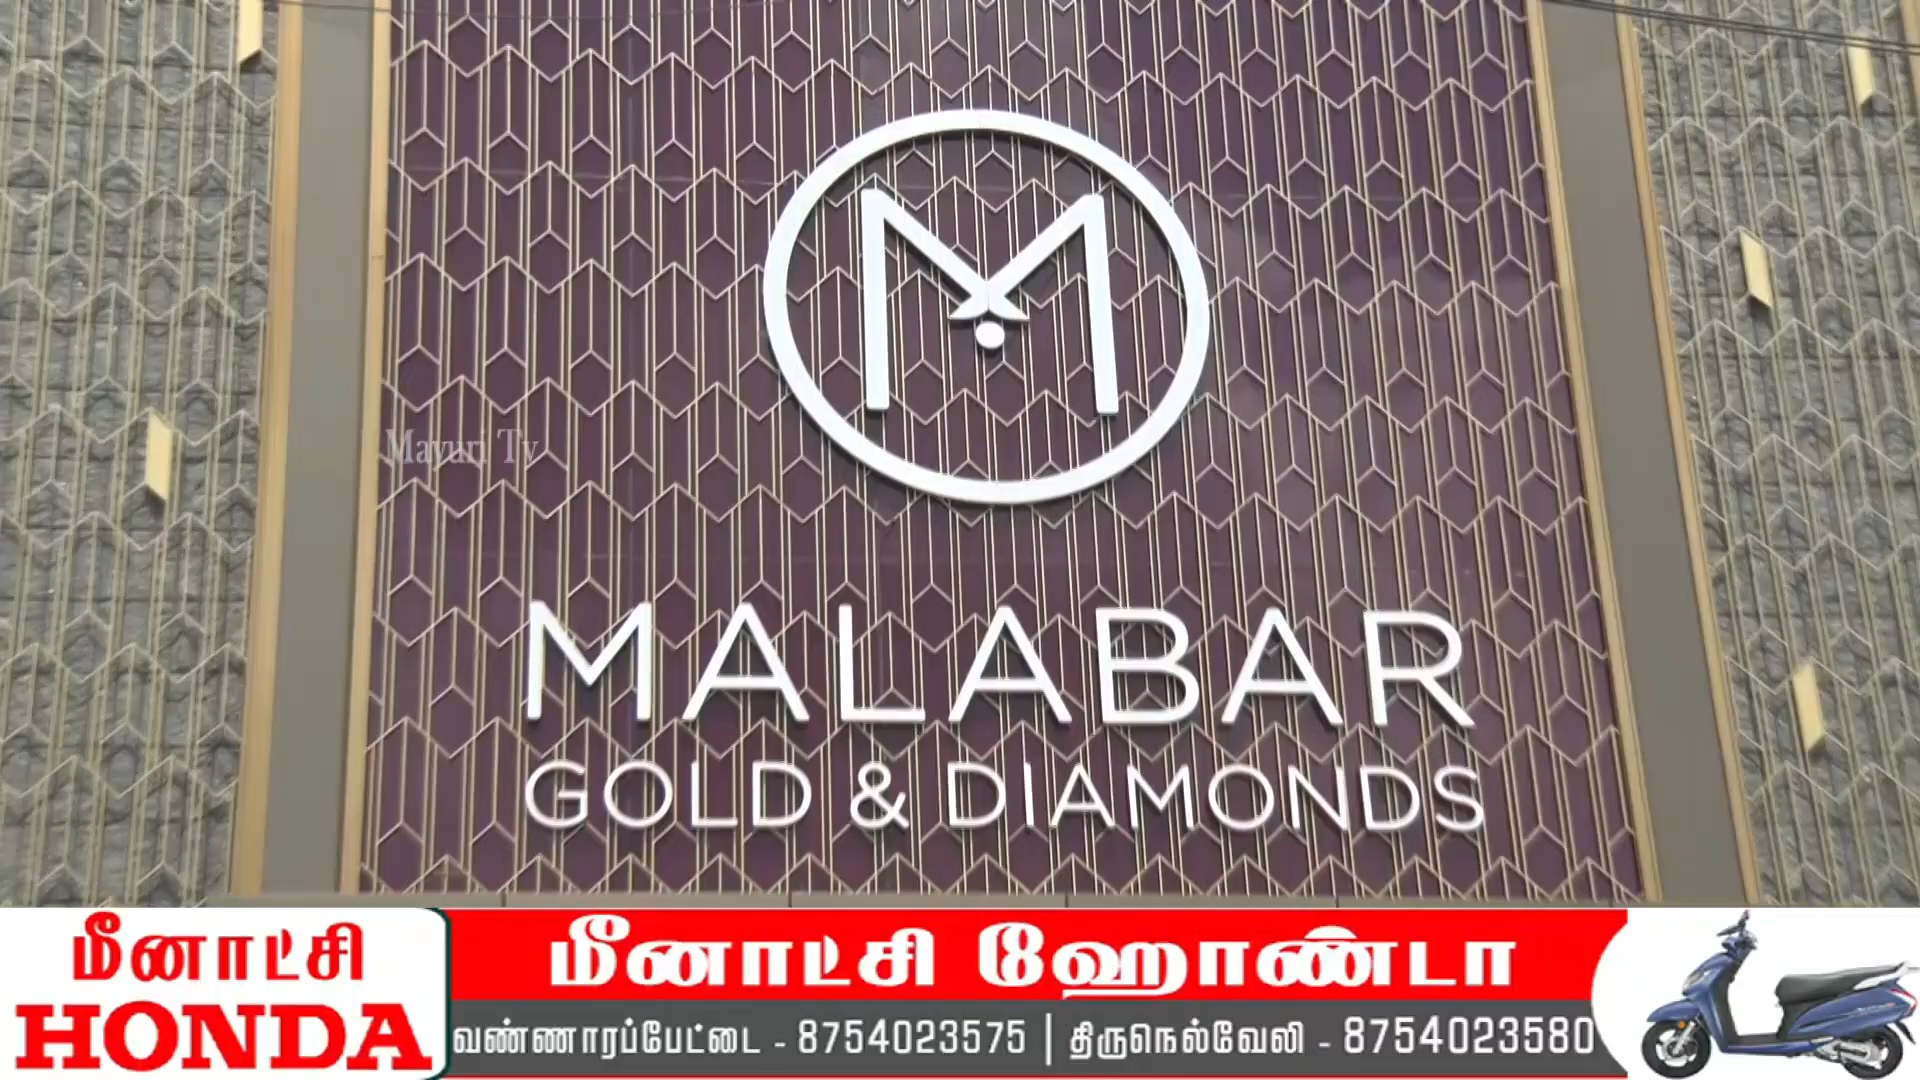 M
Mayuri Tv
MALABAR
GOLD & DIAMONDS
மீனாட்சி
HONDA
மீனாட்சி ஹோண்டா
வண்ணாரப்பேட்டை - 8754023575 | திருநெல்வேலி - 8754023580